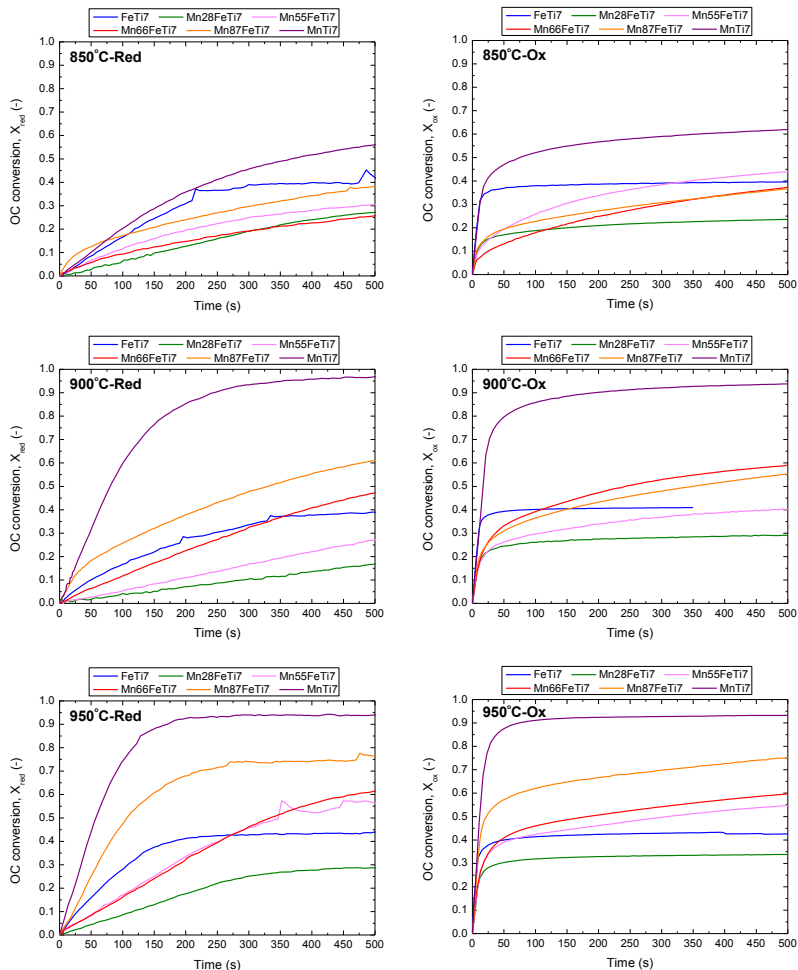 FeTi7 Mn28FeTi7 Mn55FeTi7
Mn66FeTi7 Mn87FeTi7 MnTi7
850°C-Red
OC conversion, X_red (-)
1.0
0.9
0.8
0.7
0.6
0.5
0.4
0.3
0.2
0.1
0.0
0 50 100 150 200 250 300 350 400 450 500
Time (s)
FeTi7 Mn28FeTi7 Mn55FeTi7
Mn66FeTi7 Mn87FeTi7 MnTi7
850°C-Ox
OC conversion, X_ox (-)
1.0
0.9
0.8
0.7
0.6
0.5
0.4
0.3
0.2
0.1
0.0
0 50 100 150 200 250 300 350 400 450 500
Time (s)
FeTi7 Mn28FeTi7 Mn55FeTi7
Mn66FeTi7 Mn87FeTi7 MnTi7
900°C-Red
OC conversion, X_red (-)
1.0
0.9
0.8
0.7
0.6
0.5
0.4
0.3
0.2
0.1
0.0
0 50 100 150 200 250 300 350 400 450 500
Time (s)
FeTi7 Mn28FeTi7 Mn55FeTi7
Mn66FeTi7 Mn87FeTi7 MnTi7
900°C-Ox
OC conversion, X_ox (-)
1.0
0.9
0.8
0.7
0.6
0.5
0.4
0.3
0.2
0.1
0.0
0 50 100 150 200 250 300 350 400 450 500
Time (s)
FeTi7 Mn28FeTi7 Mn55FeTi7
Mn66FeTi7 Mn87FeTi7 MnTi7
950°C-Red
OC conversion, X_red (-)
1.0
0.9
0.8
0.7
0.6
0.5
0.4
0.3
0.2
0.1
0.0
0 50 100 150 200 250 300 350 400 450 500
Time (s)
FeTi7 Mn28FeTi7 Mn55FeTi7
Mn66FeTi7 Mn87FeTi7 MnTi7
950°C-Ox
OC conversion, X_ox (-)
1.0
0.9
0.8
0.7
0.6
0.5
0.4
0.3
0.2
0.1
0.0
0 50 100 150 200 250 300 350 400 450 500
Time (s)